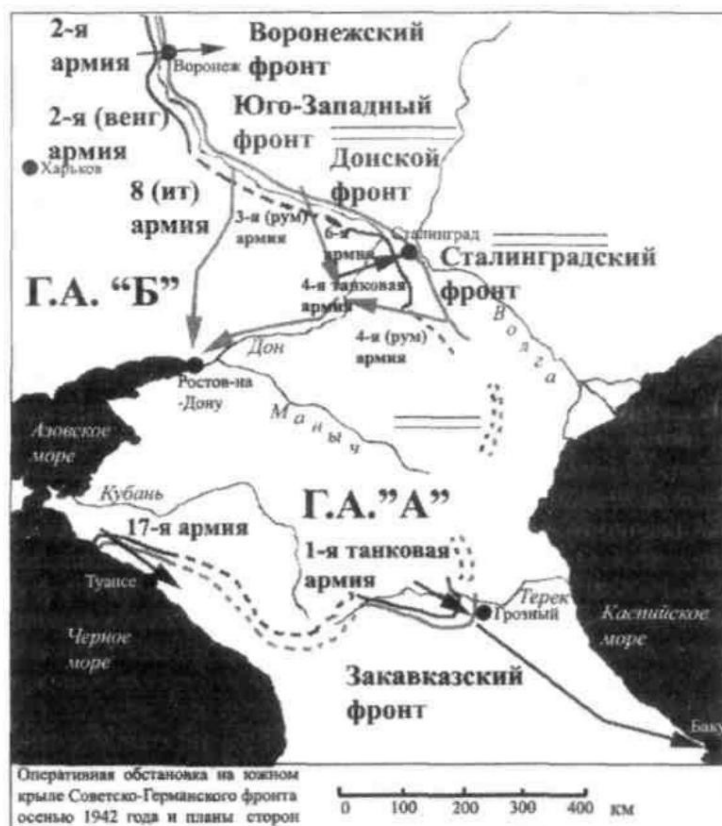 2-я
армия
Воронеж
Воронежский
фронт
2-я (венг)
армия
Юго-Западный
фронт
Харьков
Донской
фронт
8 (ит)
армия
3-я (рум)
армия
6-я
армия
Сталинград
Сталинградский
фронт
Г.А. “Б”
4-я танковая
армия
4-я (рум)
армия
Волга
Дон
Ростов-на
-Дону
Маныч
Азовское
море
Кубань
Г.А.”А”
17-я армия
1-я танковая
армия
Туапсе
Терек
Грозный
Каспийское
море
Черное
море
Закавказский
фронт
Баку
Оперативная обстановка на южном
крыле Советско-Германского фронта
осенью 1942 года и планы сторон
0 100 200 300 400 км